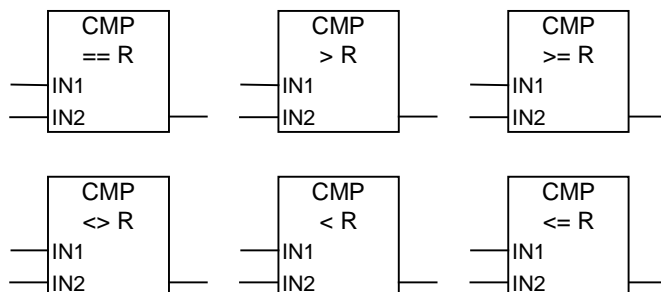 CMP
== R
IN1
IN2
CMP
> R
IN1
IN2
CMP
>= R
IN1
IN2
CMP
<> R
IN1
IN2
CMP
< R
IN1
IN2
CMP
<= R
IN1
IN2